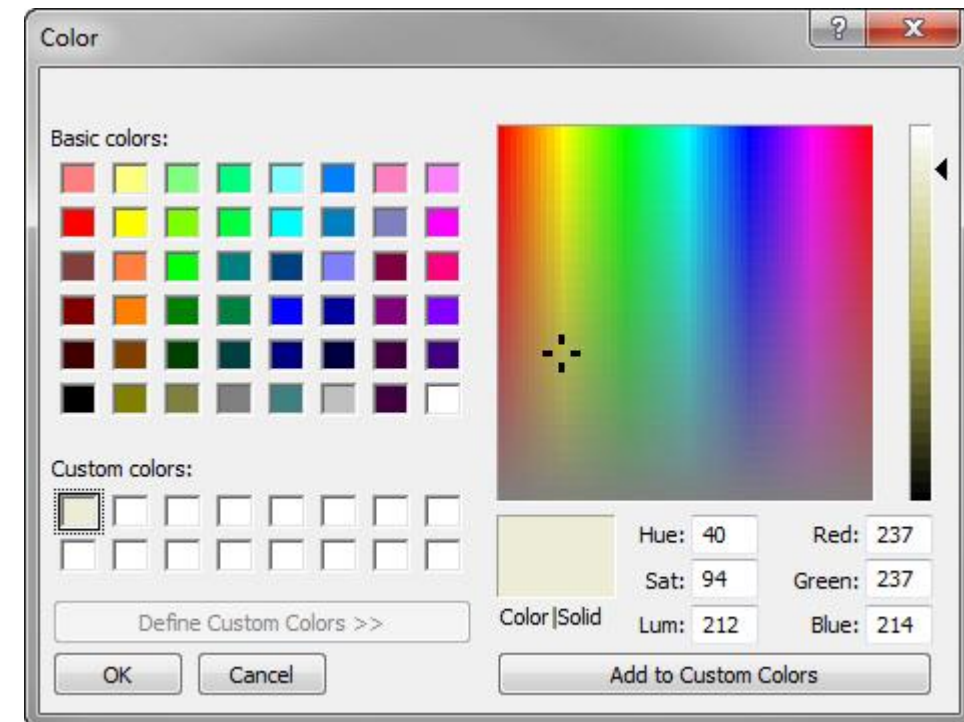 Color
?
X
Basic colors:
Custom colors:
Define Custom Colors >>
OK
Cancel
Color|Solid
Hue: 40
Sat: 94
Lum: 212
Red: 237
Green: 237
Blue: 214
Add to Custom Colors